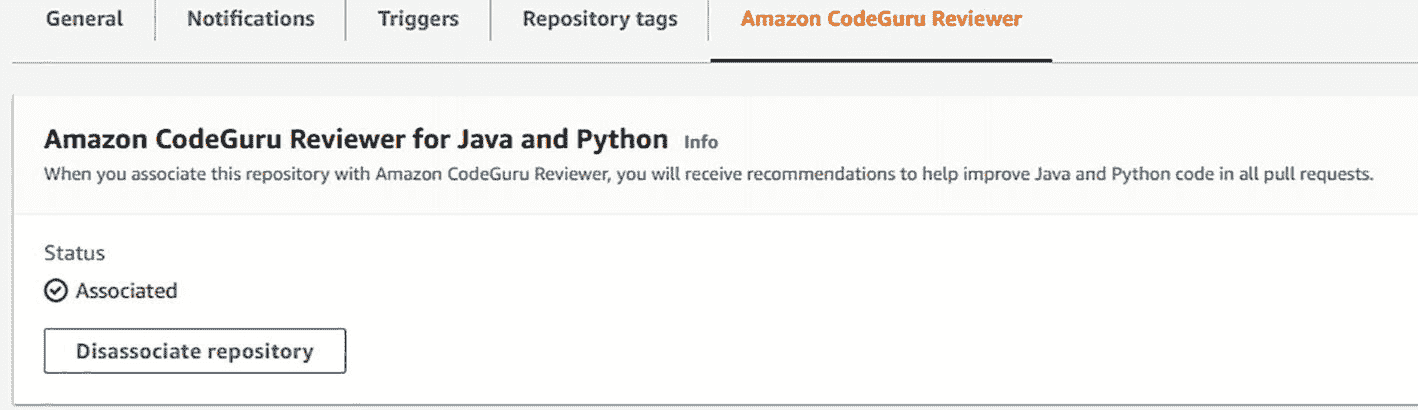 General Notifications Triggers Repository tags Amazon CodeGuru Reviewer
Amazon CodeGuru Reviewer for Java and Python Info
When you associate this repository with Amazon CodeGuru Reviewer, you will receive recommendations to help improve Java and Python code in all pull requests.
Status
Associated
Disassociate repository